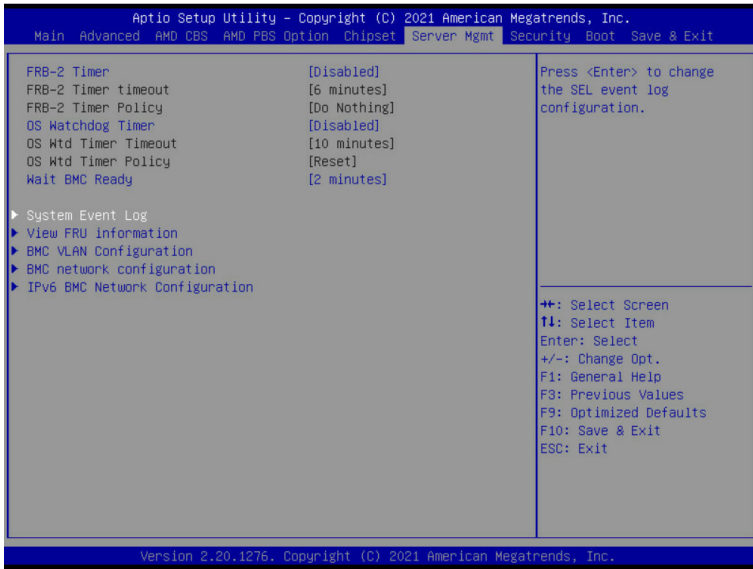 Aptio Setup Utility – Copyright (C) 2021 American Megatrends, Inc.
Main Advanced AMD CBS AMD PBS Option Chipset Server Mgmt Security Boot Save & Exit
FRB-2 Timer [Disabled]
FRB-2 Timer timeout [6 minutes]
FRB-2 Timer Policy [Do Nothing]
OS Watchdog Timer [Disabled]
OS Wtd Timer Timeout [10 minutes]
OS Wtd Timer Policy [Reset]
Wait BMC Ready [2 minutes]
▶ System Event Log
▶ View FRU information
▶ BMC VLAN Configuration
▶ BMC network configuration
▶ IPv6 BMC Network Configuration
Press <Enter> to change
the SEL event log
configuration.
→←: Select Screen
↑↓: Select Item
Enter: Select
+/-: Change Opt.
F1: General Help
F3: Previous Values
F9: Optimized Defaults
F10: Save & Exit
ESC: Exit
Version 2.20.1276. Copyright (C) 2021 American Megatrends, Inc.